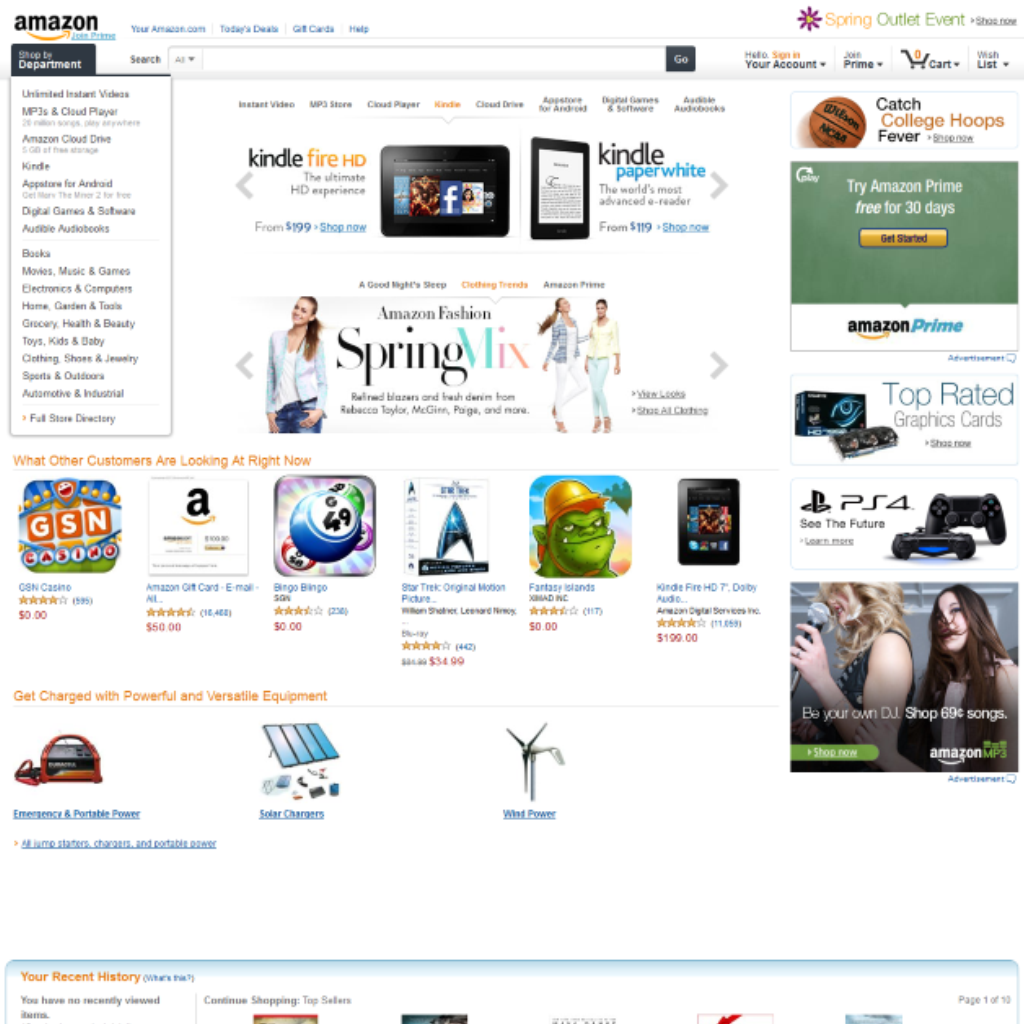 amazon
Join Prime
Your Amazon.com
Today's Deals
Gift Cards
Help
Spring Outlet Event
Shop now
Shop by
Department
Search
All
Go
Hello. Sign in
Your Account
Join
Prime
0
Cart
Wish
List
Unlimited Instant Videos
MP3s & Cloud Player
20 million songs, play anywhere
Amazon Cloud Drive
5 GB of free storage
Kindle
Appstore for Android
Get Marv The Miner 2 for free
Digital Games & Software
Audible Audiobooks
Books
Movies, Music & Games
Electronics & Computers
Home, Garden & Tools
Grocery, Health & Beauty
Toys, Kids & Baby
Clothing, Shoes & Jewelry
Sports & Outdoors
Automotive & Industrial
Full Store Directory
Instant Video
MP3 Store
Cloud Player
Kindle
Cloud Drive
Appstore
for Android
Digital Games
& Software
Audible
Audiobooks
kindle fire HD
The ultimate
HD experience
From $199 Shop now
kindle
paperwhite
The world's most
advanced e-reader
From $119 Shop now
A Good Night's Sleep
Clothing Trends
Amazon Prime
Amazon Fashion
Spring Mix
Refined blazers and fresh denim from
Rebecca Taylor, McGinn, Paige, and more.
View Looks
Shop All Clothing
Wilson
NCAA
Catch
College Hoops
Fever
Shop now
play
Try Amazon Prime
free for 30 days
Get Started
amazonPrime
Advertisement
Top Rated
Graphics Cards
Shop now
PS4
See The Future
Learn more
Be your own DJ. Shop 69¢ songs.
Shop now
amazonMP3
Advertisement
What Other Customers Are Looking At Right Now
GSN
CASINO
GSN Casino
(595)
$0.00
a
Amazon Gift Card - E-mail -
All...
$50.00
49
Bingo Bingo
SGN
(238)
$0.00
STAR TREK
Star Trek: Original Motion
Picture...
William Shatner, Leonard Nimoy,
...
Blu-ray
(442)
$34.99
Fantasy Islands
XIMAD INC
(117)
$0.00
Kindle Fire HD 7", Dolby
Audio...
Amazon Digital Services Inc.
(11,059)
$199.00
Get Charged with Powerful and Versatile Equipment
Emergency & Portable Power
Solar Chargers
Wind Power
All jump starters, chargers, and portable power
Your Recent History (What's this?)
You have no recently viewed
items.
Continue Shopping: Top Sellers
Page 1 of 10